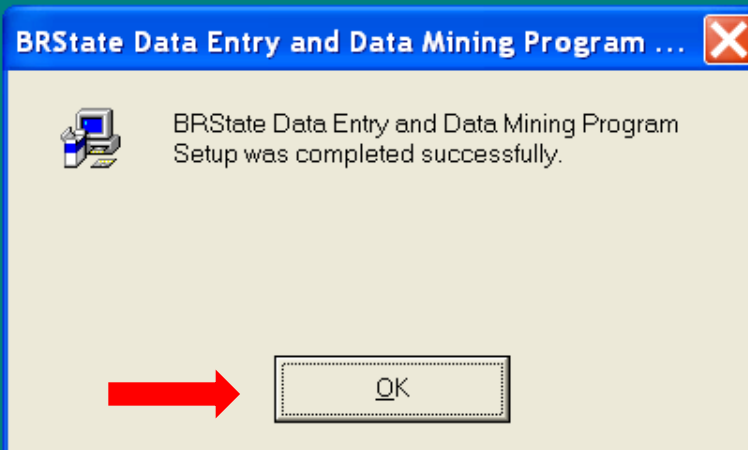 BRState Data Entry and Data Mining Program ...
BRState Data Entry and Data Mining Program
Setup was completed successfully.
OK